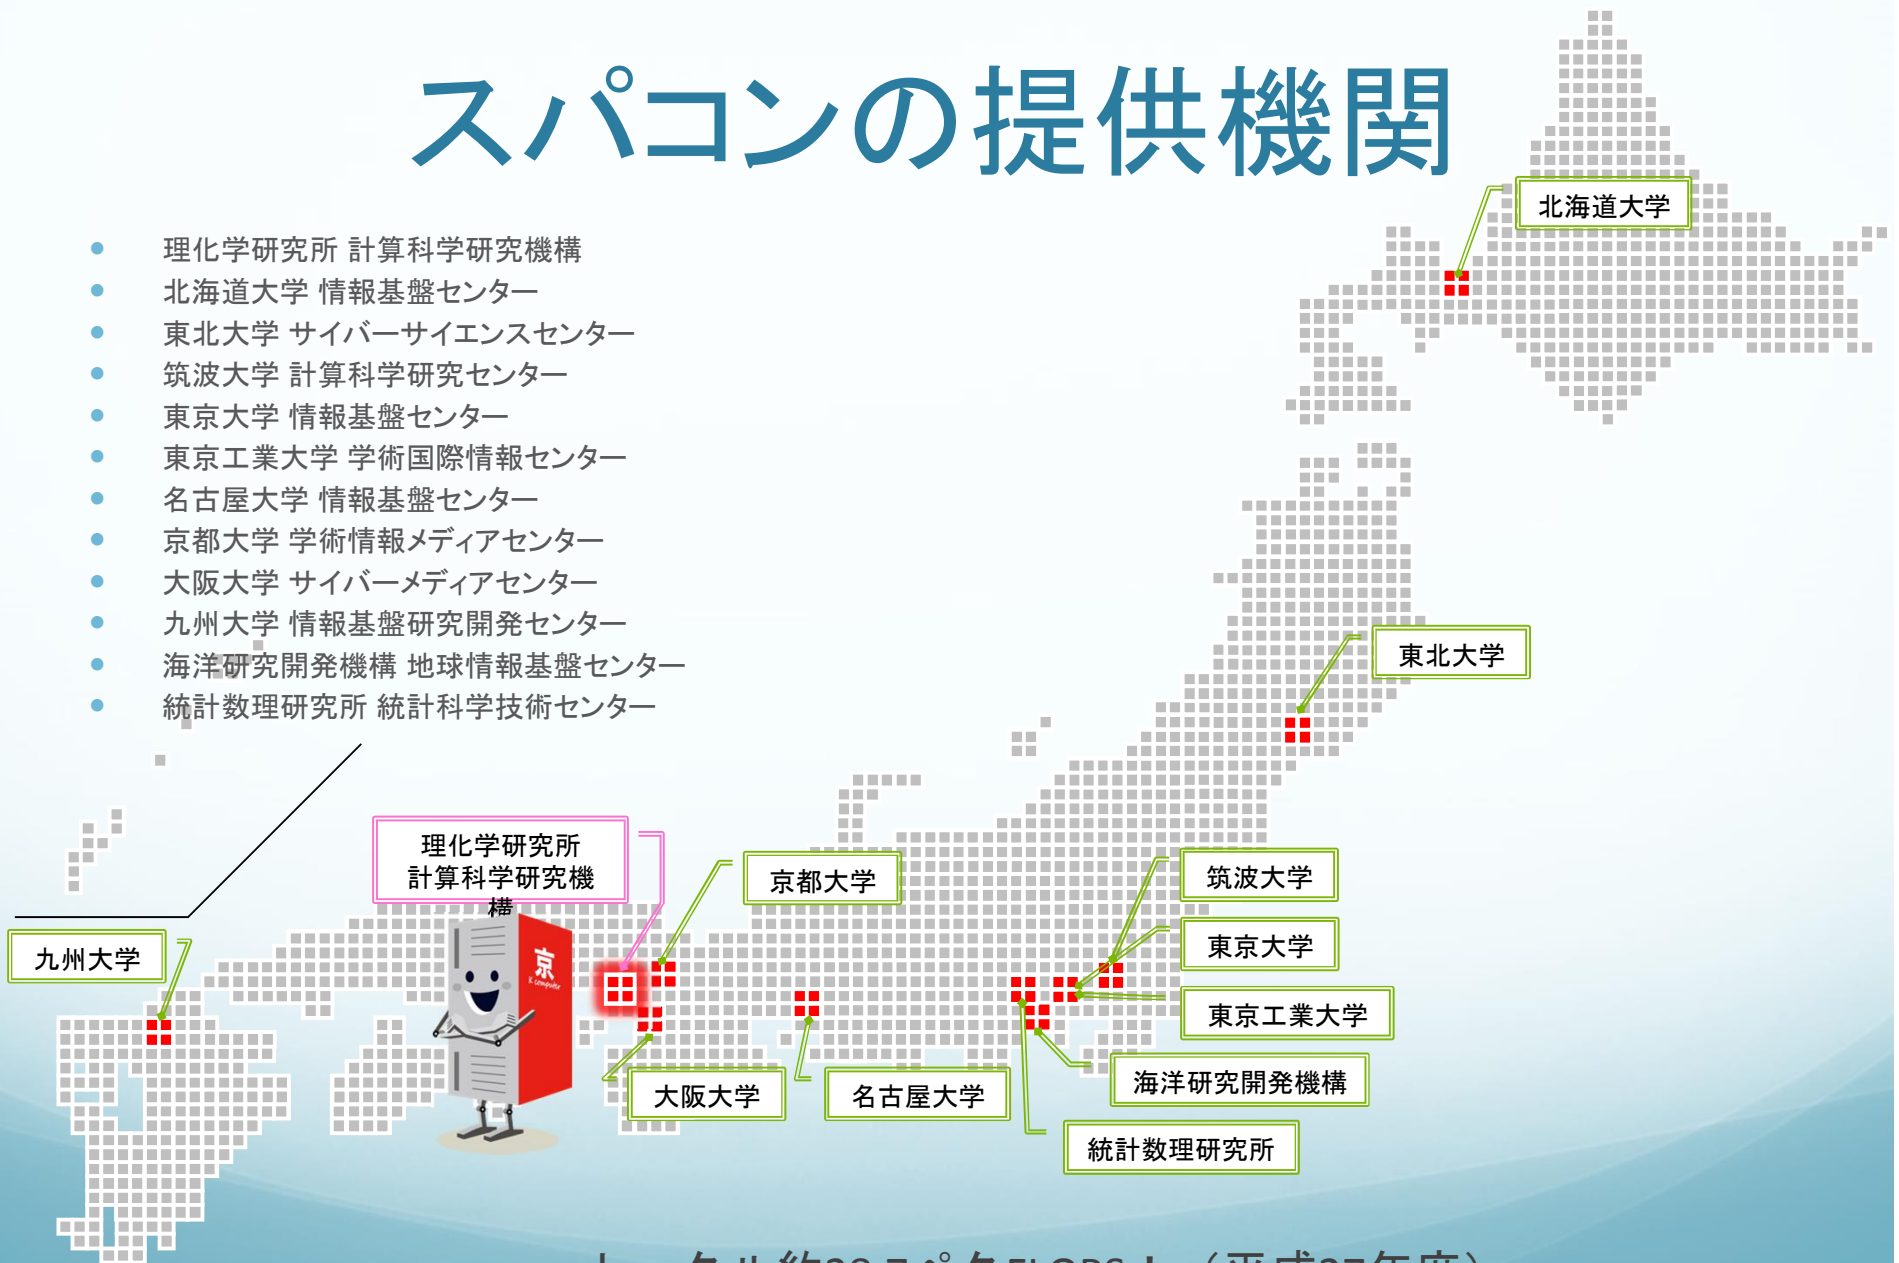 スパコンの提供機関
理化学研究所 計算科学研究機構
北海道大学 情報基盤センター
東北大学 サイバーサイエンスセンター
筑波大学 計算科学研究センター
東京大学 情報基盤センター
東京工業大学 学術国際情報センター
名古屋大学 情報基盤センター
京都大学 学術情報メディアセンター
大阪大学 サイバーメディアセンター
九州大学 情報基盤研究開発センター
海洋研究開発機構 地球情報基盤センター
統計数理研究所 統計科学技術センター
北海道大学
東北大学
理化学研究所
計算科学研究機
構
京都大学
筑波大学
九州大学
東京大学
京
K computer
東京工業大学
大阪大学
名古屋大学
海洋研究開発機構
統計数理研究所
FLOPS！（平成27年度）